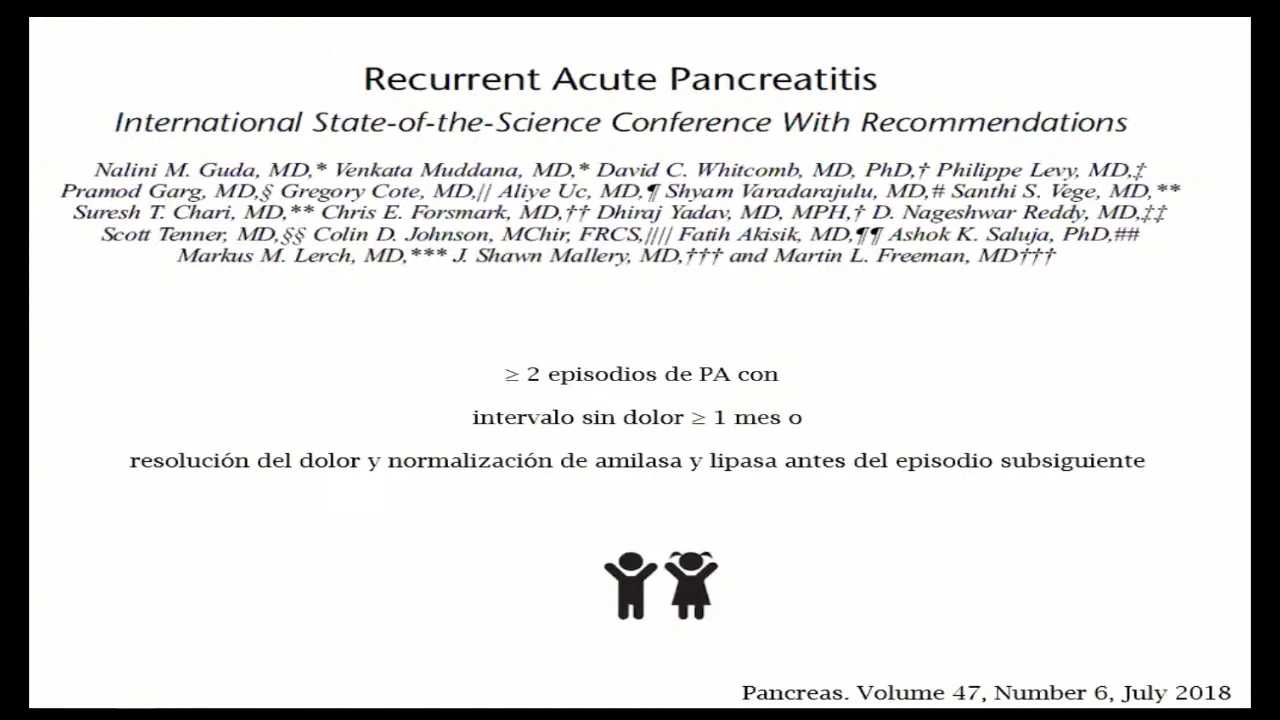 Recurrent Acute Pancreatitis
International State-of-the-Science Conference With Recommendations
Nalini M. Guda, MD,* Venkata Muddana, MD,* David C. Whitcomb, MD, PhD,† Philippe Levy, MD,‡
Pramod Garg, MD,§ Gregory Cote, MD,|| Aliye Uc, MD,¶ Shyam Varadarajulu, MD,# Santhi S. Vege, MD,**
Suresh T. Chari, MD,** Chris E. Forsmark, MD,†† Dhiraj Yadav, MD, MPH,† D. Nageshwar Reddy, MD,‡‡
Scott Tenner, MD,§§ Colin D. Johnson, MChir, FRCS,|||| Fatih Akisik, MD,¶¶ Ashok K. Saluja, PhD,##
Markus M. Lerch, MD,*** J. Shawn Mallery, MD,††† and Martin L. Freeman, MD†††
≥ 2 episodios de PA con
intervalo sin dolor ≥ 1 mes o
resolución del dolor y normalización de amilasa y lipasa antes del episodio subsiguiente
Pancreas. Volume 47, Number 6, July 2018